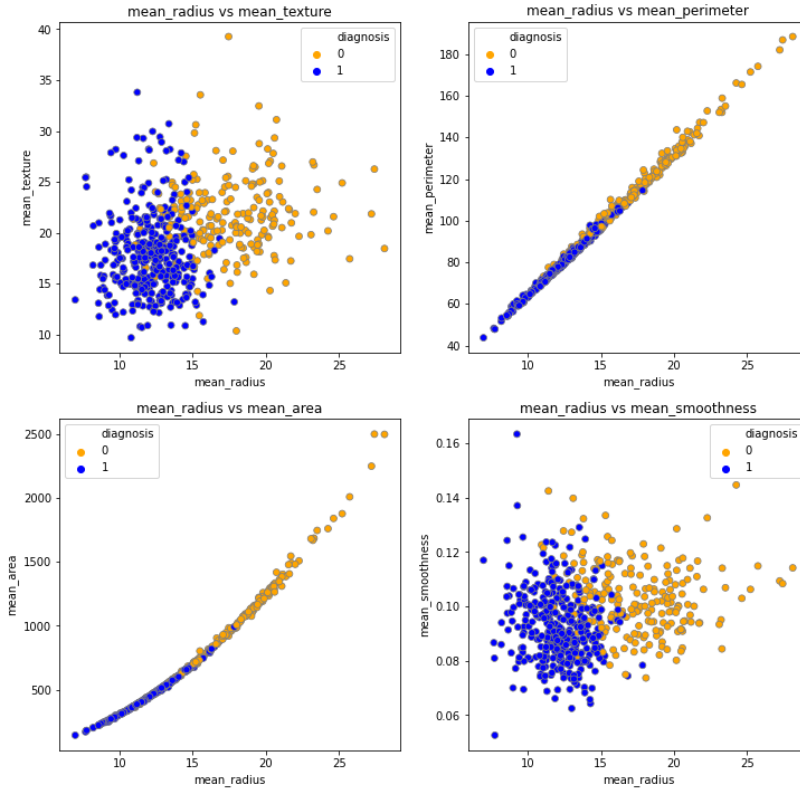 mean_radius vs mean_texture
diagnosis
0
1
40
35
30
25
20
15
10
mean_texture
10 15 20 25
mean_radius
mean_radius vs mean_perimeter
diagnosis
0
1
180
160
140
120
100
80
60
40
mean_perimeter
10 15 20 25
mean_radius
mean_radius vs mean_area
diagnosis
0
1
2500
2000
1500
1000
500
mean_area
10 15 20 25
mean_radius
mean_radius vs mean_smoothness
diagnosis
0
1
0.16
0.14
0.12
0.10
0.08
0.06
mean_smoothness
10 15 20 25
mean_radius